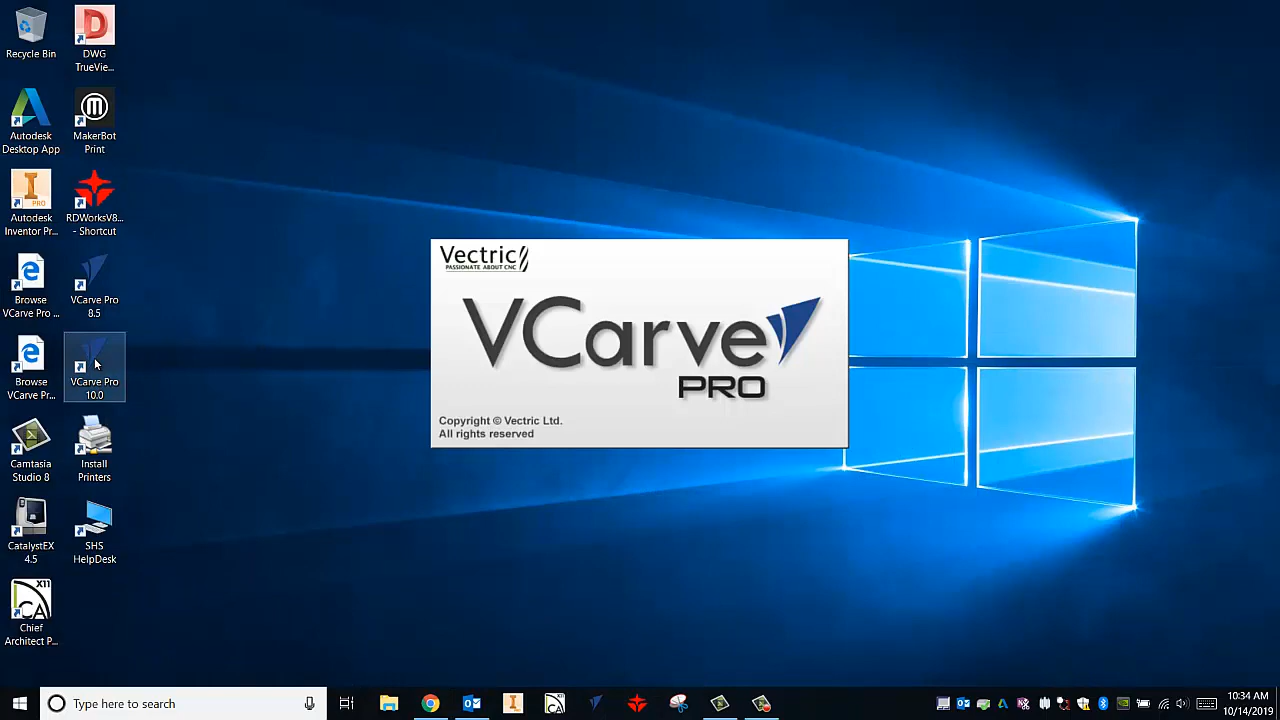 Recycle Bin
DWG
TrueVie...
Autodesk
Desktop App
MakerBot
Print
PRO
Autodesk
Inventor Pr...
RDWorksV8...
- Shortcut
Browse
VCarve Pro ...
VCarve Pro
8.5
Browse
VCarve Pr...
VCarve Pro
10.0
Camtasia
Studio 8
Install
Printers
CatalystEX
4.5
SHS
HelpDesk
X11
CA
Chief
Architect P...
Vectric
PASSIONATE ABOUT CNC
VCarve
PRO
Copyright © Vectric Ltd.
All rights reserved
Type here to search
10:34 AM
10/14/2019